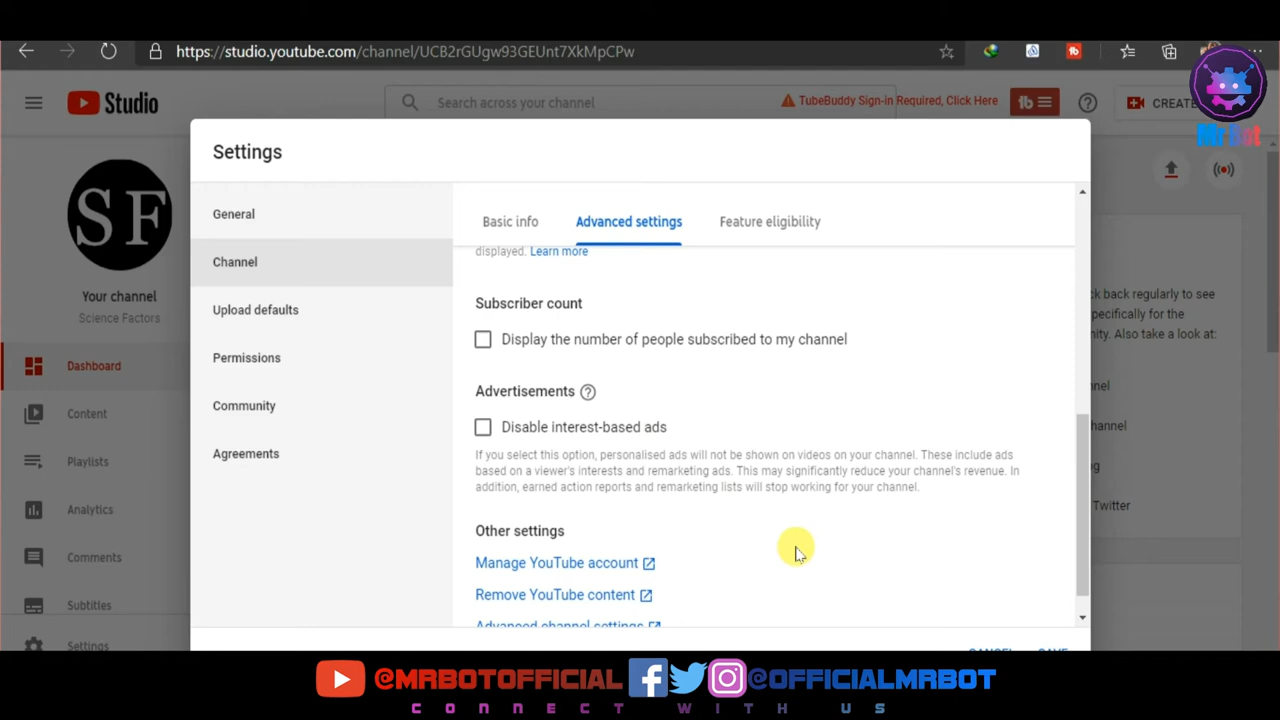 https://studio.youtube.com/channel/UCB2rGUgw93GEUnt7XkMpCPw
Studio
Search across your channel
TubeBuddy Sign-in Required, Click Here
tb
CREATE
Mr Bot
Settings
SF
Your channel
Science Factors
Dashboard
Content
Playlists
Analytics
Comments
Subtitles
Settings
General
Channel
Upload defaults
Permissions
Community
Agreements
Basic info
Advanced settings
Feature eligibility
displayed. Learn more
Subscriber count
Display the number of people subscribed to my channel
Advertisements
Disable interest-based ads
If you select this option, personalised ads will not be shown on videos on your channel. These include ads
based on a viewer's interests and remarketing ads. This may significantly reduce your channel's revenue. In
addition, earned action reports and remarketing lists will stop working for your channel.
Other settings
Manage YouTube account
Remove YouTube content
Advanced channel settings
CANCEL SAVE
ck back regularly to see
specifically for the
nity. Also take a look at:
nel
hannel
og
Twitter
@MRBOTOFFICIAL
@OFFICIALMRBOT
CONNECT WITH US